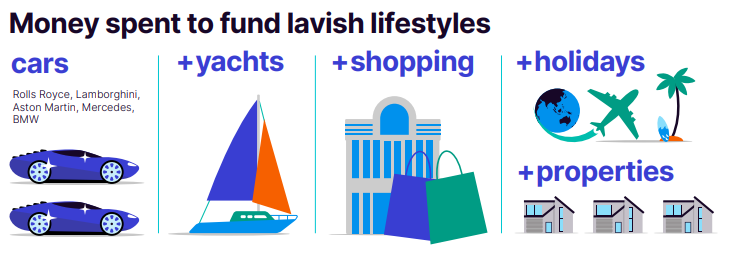 Money spent to fund lavish lifestyles
cars
Rolls Royce, Lamborghini,
Aston Martin, Mercedes,
BMW
+yachts
+shopping
+holidays
+properties